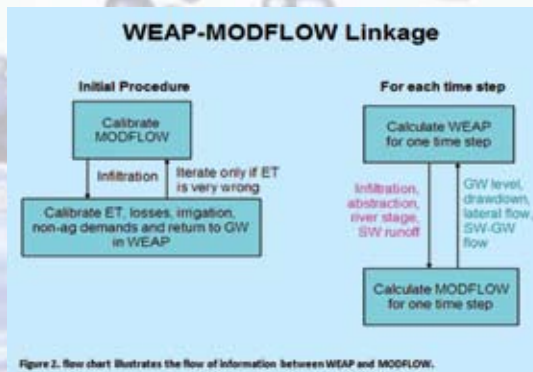 WEAP-MODFLOW Linkage
Initial Procedure
Calibrate
MODFLOW
Infiltration
Iterate only if ET
is very wrong
Calibrate ET, losses, irrigation,
non-ag demands and return to GW
in WEAP
For each time step
Calculate WEAP
for one time step
Infiltration,
abstraction,
river stage,
SW runoff
GW level,
drawdown,
lateral flow,
SW-GW
flow
Calculate MODFLOW
for one time step
Figure 2. flow chart illustrates the flow of information between WEAP and MODFLOW.